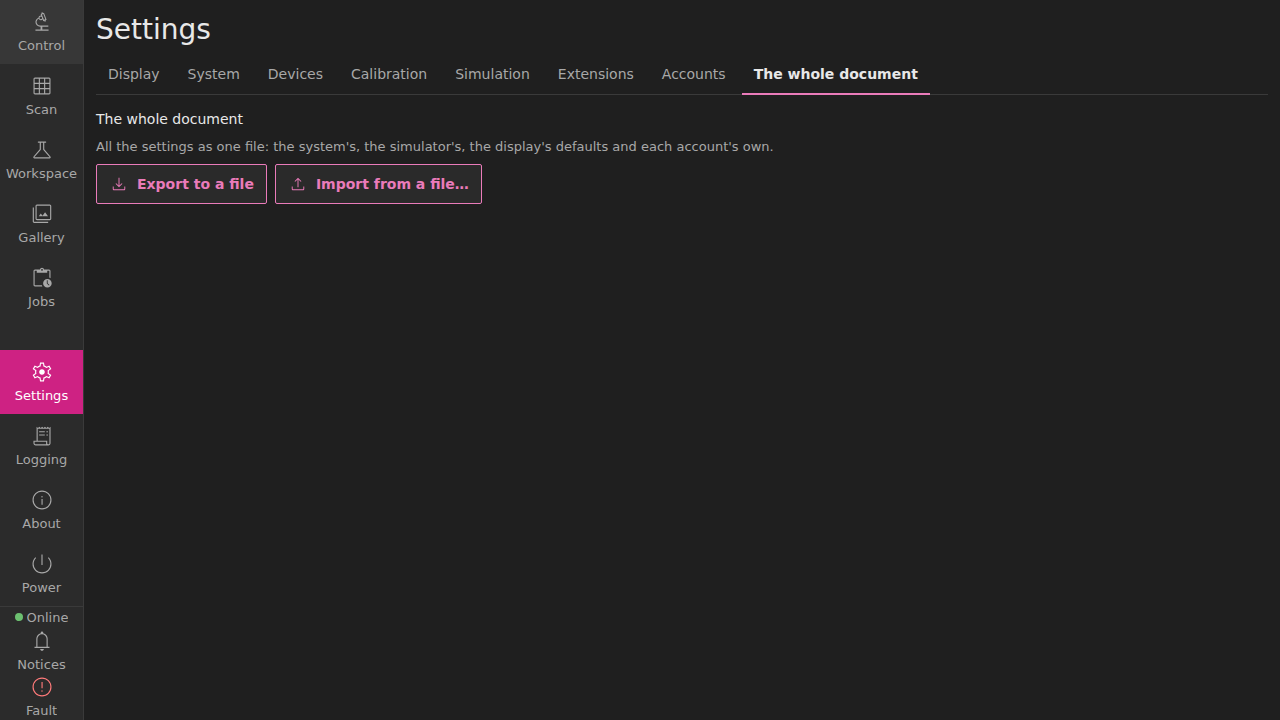 Settings
Control
Display System Devices Calibration Simulation Extensions Accounts The whole document
Scan
The whole document
All the settings as one file: the system's, the simulator's, the display's defaults and each account's own.
Workspace
Export to a file Import from a file…
Gallery
Jobs
Settings
Logging
About
Power
Online
Notices
Fault